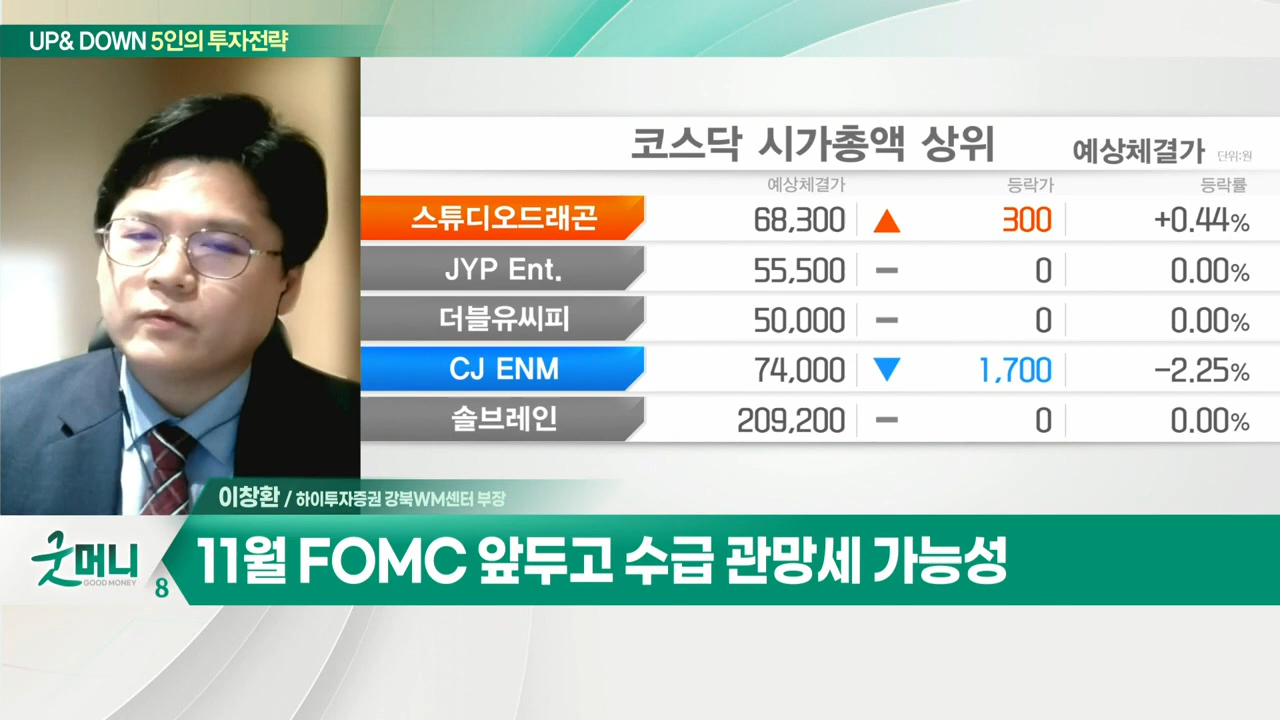 UP& DOWN 5인의 투자전략
코스닥 시가총액 상위 예상체결가 단위:원
예상체결가 등락가 등락률
스튜디오드래곤 68,300 ▲ 300 +0.44%
JYP Ent. 55,500 − 0 0.00%
더블유씨피 50,000 − 0 0.00%
CJ ENM 74,000 ▼ 1,700 −2.25%
솔브레인 209,200 − 0 0.00%
이창환 / 하이투자증권 강북WM센터 부장
굿머니
GOOD MONEY
8
11월 FOMC 앞두고 수급 관망세 가능성